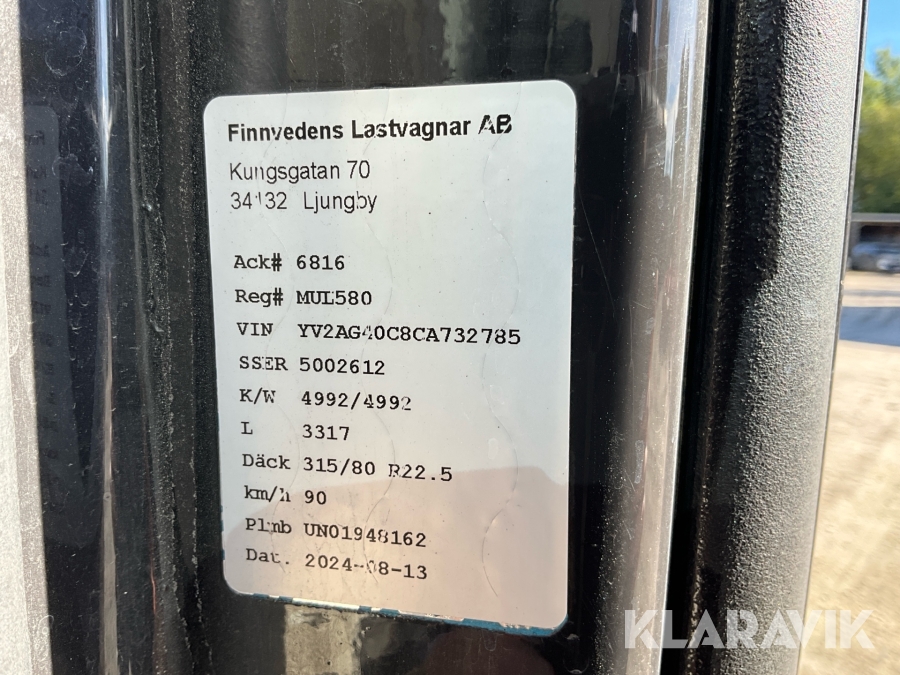 Finnvedens Lastvagnar AB
Kungsgatan 70
34132 Ljungby
Ack# 6816
Reg# MUL580
VIN YV2AG40C8CA732785
SSER 5002612
K/W 4992/4992
L 3317
Däck 315/80 R22.5
km/h 90
Plmb UN01948162
Dat. 2024-08-13
KLARAVIK